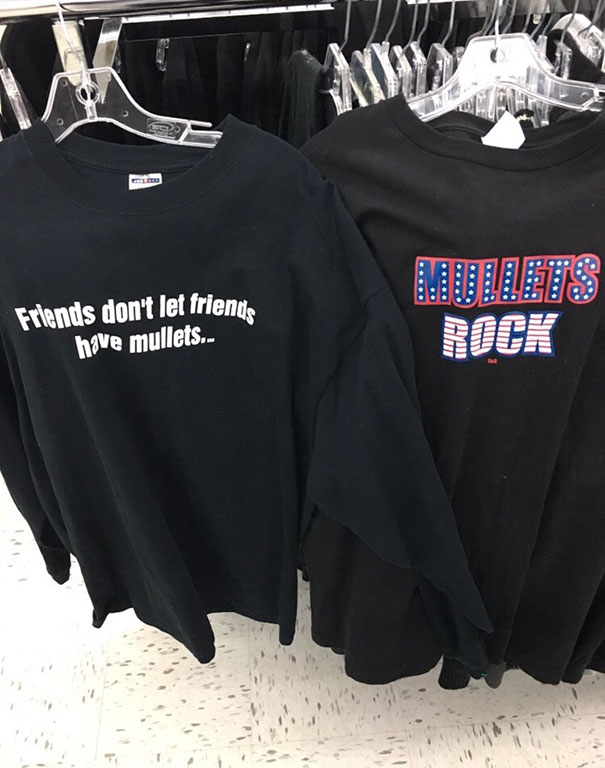 Friends don't let friends
have mullets...
MULLETS
ROCK